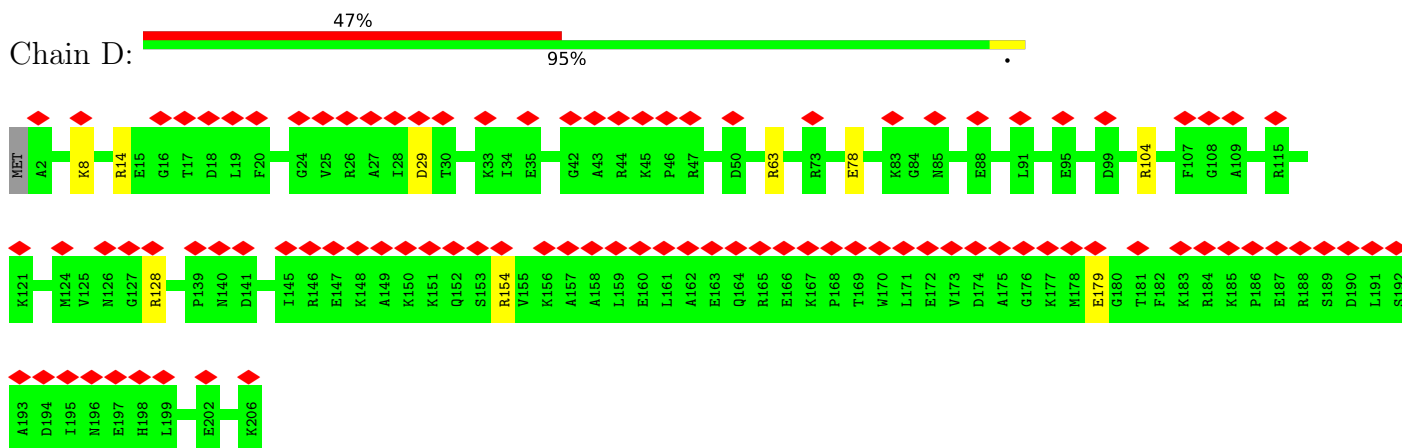 47%
Chain D:
95% .
MET A2 K8 R14 E15 G16 T17 D18 L19 F20 G24 V25 R26 A27 I28 D29 T30 K33 I34 E35 G42 A43 R44 K45 P46 R47 D50 R63 R73 E78 K83 G84 N85 E88 L91 E95 D99 R104 F107 G108 A109 R115
K121 M124 V125 N126 G127 R128 P139 N140 D141 I145 R146 E147 K148 A149 K150 K151 Q152 S153 R154 V155 K156 A157 A158 L159 E160 L161 A162 E163 Q164 R165 E166 K167 P168 T169 W170 L171 E172 V173 D174 A175 G176 K177 M178 E179 G180 T181 F182 K183 R184 K185 P186 E187 R188 S189 D190 L191 S192
A193 D194 I195 N196 E197 H198 L199 E202 K206